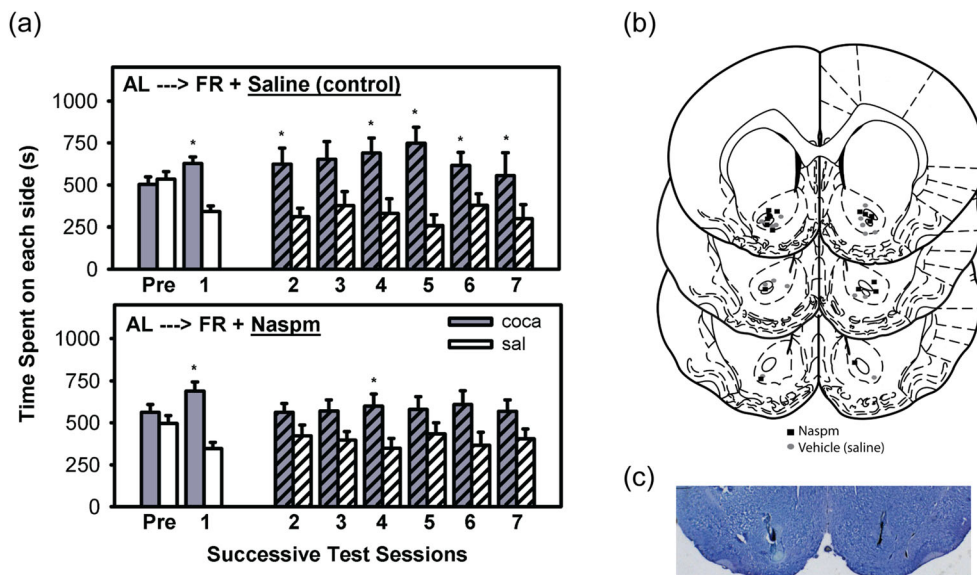 (a)
AL ---> FR + Saline (control)
1000
750
500
250
0
* * * * * *
Pre 1 2 3 4 5 6 7
AL ---> FR + Naspm
coca
sal
1000
750
500
250
0
* *
Pre 1 2 3 4 5 6 7
Time Spent on each side (s)
Successive Test Sessions
(b)
Naspm
Vehicle (saline)
(c)